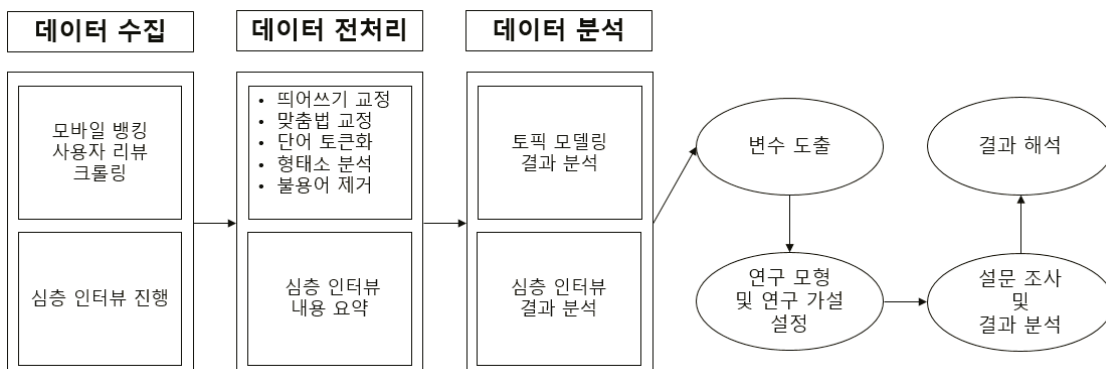 데이터 수집
데이터 전처리
데이터 분석
모바일 뱅킹
사용자 리뷰
크롤링
심층 인터뷰 진행
• 띄어쓰기 교정
• 맞춤법 교정
• 단어 토큰화
• 형태소 분석
• 불용어 제거
심층 인터뷰
내용 요약
토픽 모델링
결과 분석
심층 인터뷰
결과 분석
변수 도출
연구 모형
및 연구 가설
설정
설문 조사
및
결과 분석
결과 해석